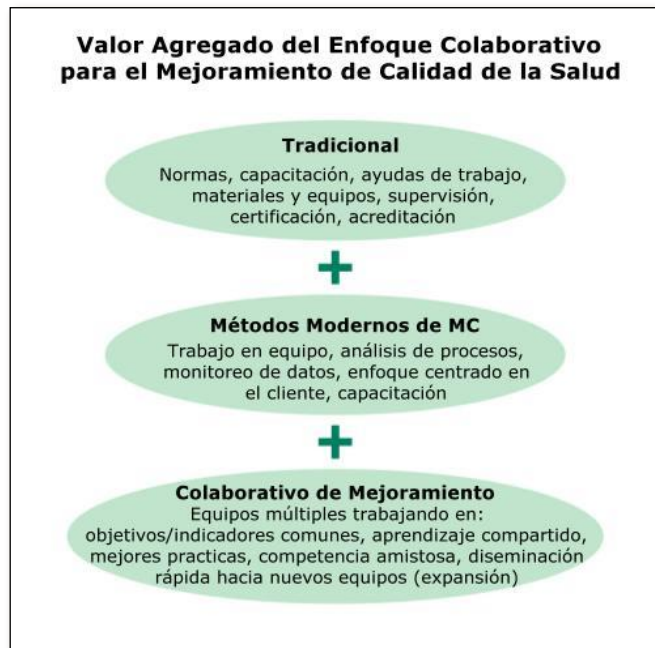 Valor Agregado del Enfoque Colaborativo
para el Mejoramiento de Calidad de la Salud
Tradicional
Normas, capacitación, ayudas de trabajo,
materiales y equipos, supervisión,
certificación, acreditación
+
Métodos Modernos de MC
Trabajo en equipo, análisis de procesos,
monitoreo de datos, enfoque centrado en
el cliente, capacitación
+
Colaborativo de Mejoramiento
Equipos múltiples trabajando en:
objetivos/indicadores comunes, aprendizaje compartido,
mejores practicas, competencia amistosa, diseminación
rápida hacia nuevos equipos (expansión)